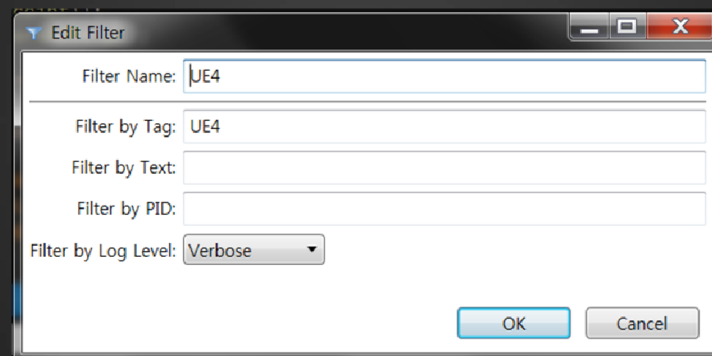 Edit Filter
Filter Name: UE4
Filter by Tag: UE4
Filter by Text:
Filter by PID:
Filter by Log Level: Verbose
OK Cancel